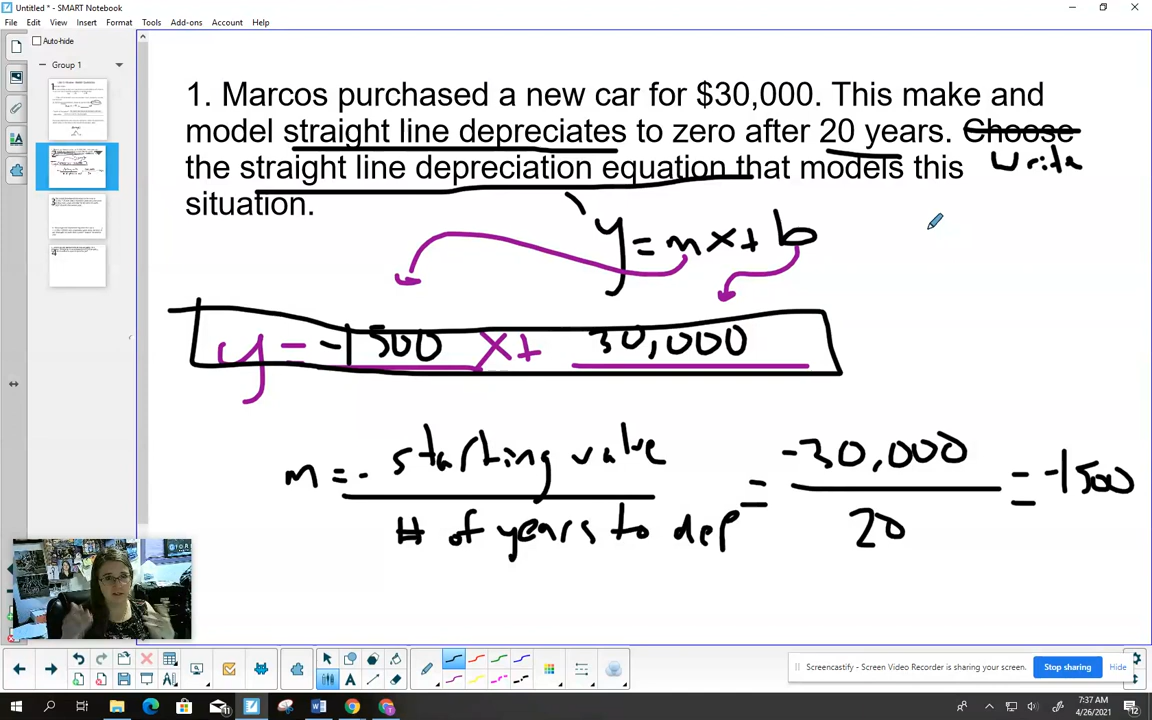 Untitled * - SMART Notebook
File Edit View Insert Format Tools Add-ons Account Help
Auto-hide
Group 1
1. Marcos purchased a new car for $30,000. This make and
model straight line depreciates to zero after 20 years. Choose
write
the straight line depreciation equation that models this
situation.
y = mx + b
y = -1500 x + 30,000
m = - starting value / # of years to dep = -30,000 / 20 = -1500
Screencastify - Screen Video Recorder is sharing your screen.
Stop sharing
Hide
7:37 AM
4/26/2021